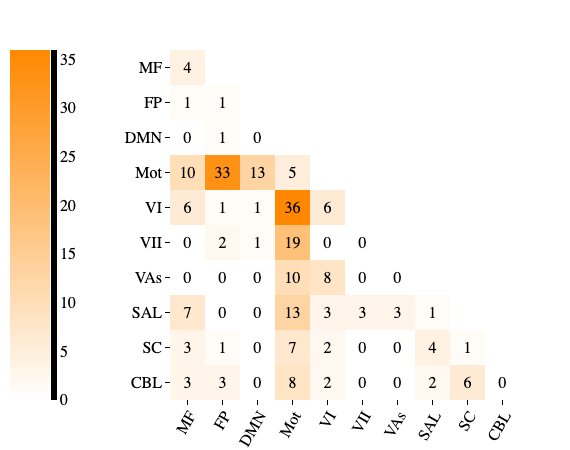 35
30
25
20
15
10
5
0
MF 4
FP 1 1
DMN 0 1 0
Mot 10 33 13 5
VI 6 1 1 36 6
VII 0 2 1 19 0 0
VAs 0 0 0 10 8 0 0
SAL 7 0 0 13 3 3 3 1
SC 3 1 0 7 2 0 0 4 1
CBL 3 3 0 8 2 0 0 2 6 0
MF FP DMN Mot VI VII VAs SAL SC CBL